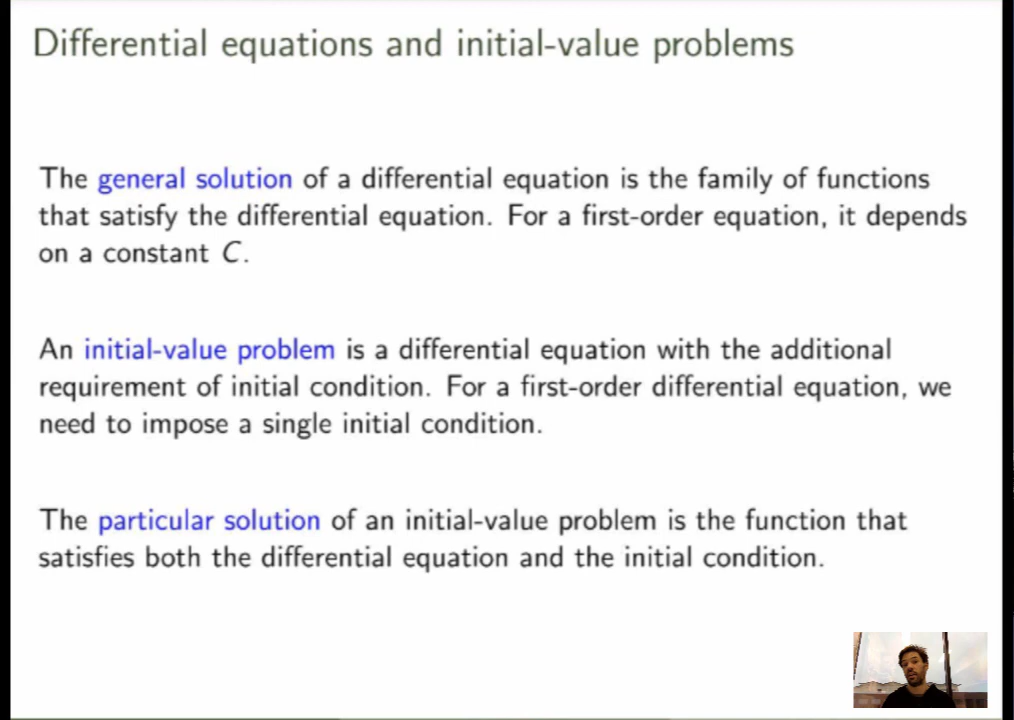 Differential equations and initial-value problems
The general solution of a differential equation is the family of functions
that satisfy the differential equation. For a first-order equation, it depends
on a constant C.
An initial-value problem is a differential equation with the additional
requirement of initial condition. For a first-order differential equation, we
need to impose a single initial condition.
The particular solution of an initial-value problem is the function that
satisfies both the differential equation and the initial condition.